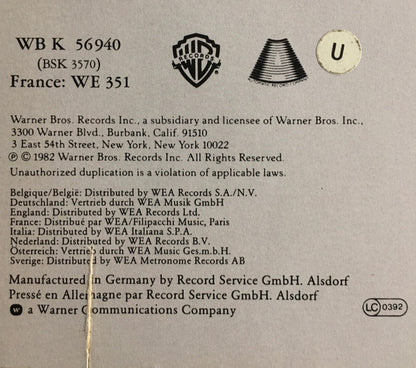 WB K 56940
(BSK 3570)
France: WE 351
RECORDS
U
Warner Bros. Records Inc., a subsidiary and licensee of Warner Bros. Inc.,
3300 Warner Blvd., Burbank, Calif. 91510
3 East 54th Street, New York, New York 10022
℗ © 1982 Warner Bros. Records Inc. All Rights Reserved.
Unauthorized duplication is a violation of applicable laws.
Belgique/België: Distributed by WEA Records S.A./N.V.
Deutschland: Vertrieb durch WEA Musik GmbH
England: Distributed by WEA Records Ltd.
France: Distribué par WEA/Filipacchi Music, Paris
Italia: Distributed by WEA Italiana S.P.A.
Nederland: Distributed by WEA Records B.V.
Österreich: Vertrieb durch WEA Music Ges.m.b.H.
Sverige: Distributed by WEA Metronome Records AB
Manufactured in Germany by Record Service GmbH. Alsdorf
Pressé en Allemagne par Record Service GmbH. Alsdorf
w a Warner Communications Company
LC 0392